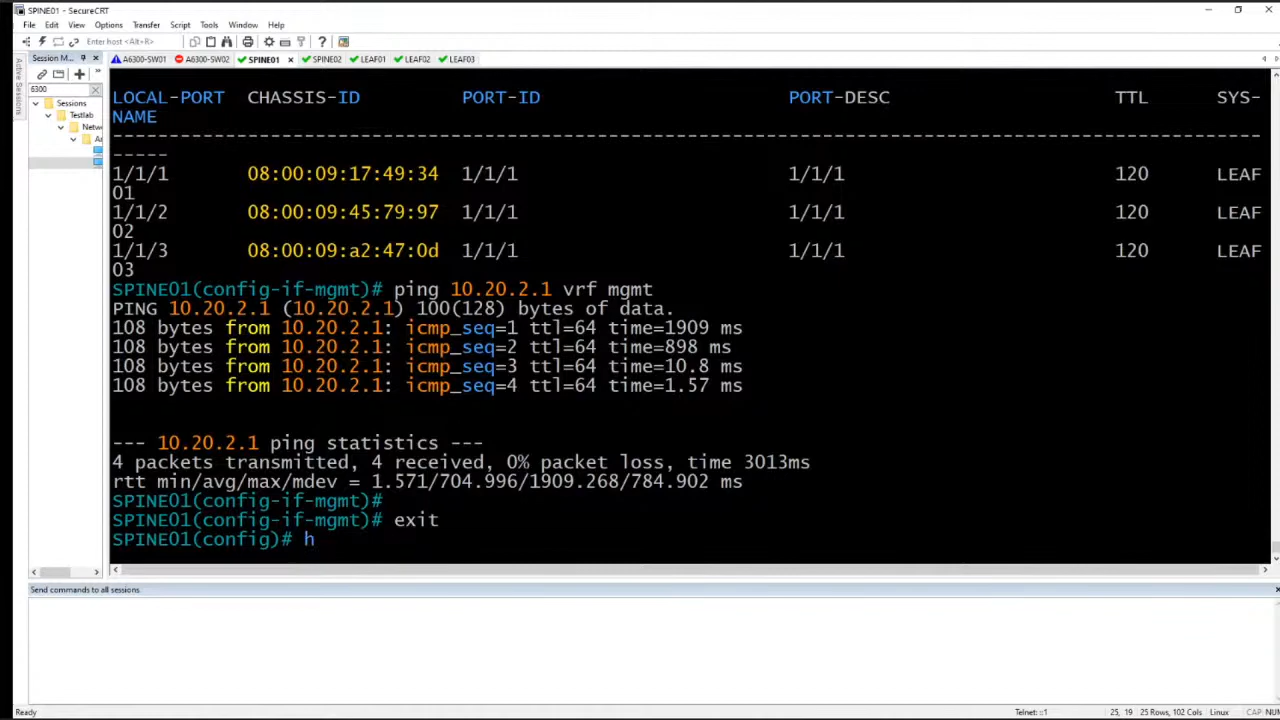 SPINE01 - SecureCRT
File Edit View Options Transfer Script Tools Window Help
Enter host <Alt+R>
Session M...
A6300-SW01 A6300-SW02 SPINE01 SPINE02 LEAF01 LEAF02 LEAF03
Active Sessions
6300
Sessions
Testlab
Netw
Ar
LOCAL-PORT CHASSIS-ID PORT-ID PORT-DESC TTL SYS-
NAME
--------------------------------------------------------------------------------------------------
-----
1/1/1 08:00:09:17:49:34 1/1/1 1/1/1 120 LEAF
01
1/1/2 08:00:09:45:79:97 1/1/1 1/1/1 120 LEAF
02
1/1/3 08:00:09:a2:47:0d 1/1/1 1/1/1 120 LEAF
03
SPINE01(config-if-mgmt)# ping 10.20.2.1 vrf mgmt
PING 10.20.2.1 (10.20.2.1) 100(128) bytes of data.
108 bytes from 10.20.2.1: icmp_seq=1 ttl=64 time=1909 ms
108 bytes from 10.20.2.1: icmp_seq=2 ttl=64 time=898 ms
108 bytes from 10.20.2.1: icmp_seq=3 ttl=64 time=10.8 ms
108 bytes from 10.20.2.1: icmp_seq=4 ttl=64 time=1.57 ms
--- 10.20.2.1 ping statistics ---
4 packets transmitted, 4 received, 0% packet loss, time 3013ms
rtt min/avg/max/mdev = 1.571/704.996/1909.268/784.902 ms
SPINE01(config-if-mgmt)#
SPINE01(config-if-mgmt)# exit
SPINE01(config)# h
Send commands to all sessions
Ready Telnet: ::1 25, 19 25 Rows, 102 Cols Linux CAP NUM